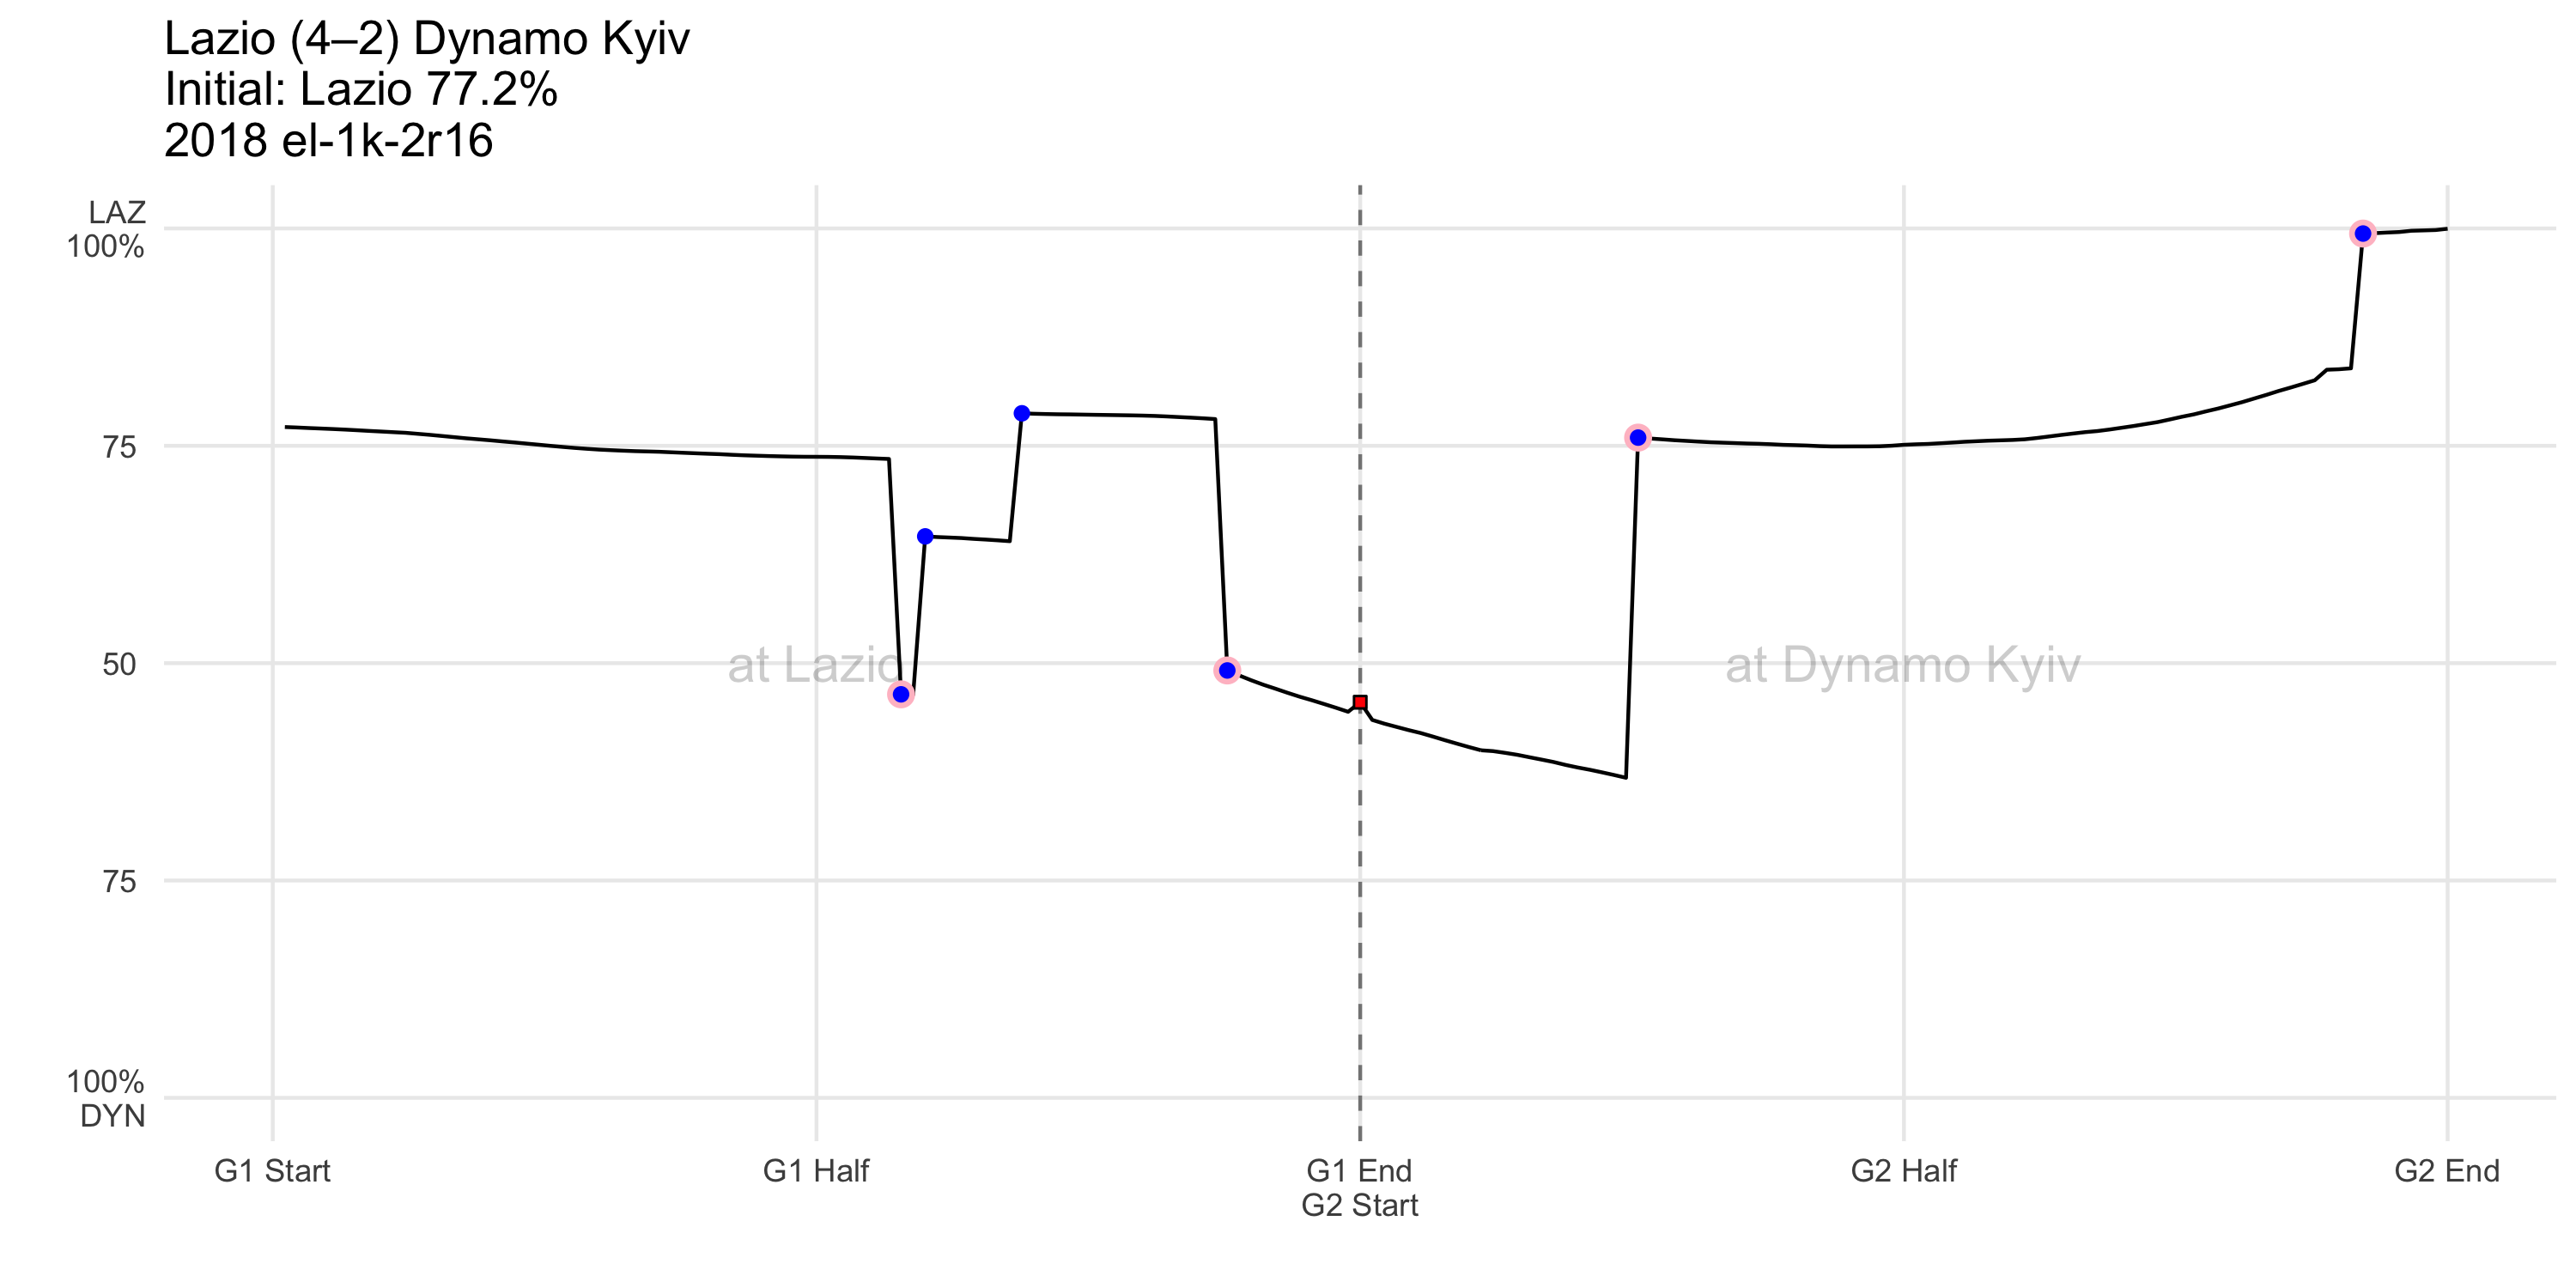 Lazio (4–2) Dynamo Kyiv
Initial: Lazio 77.2%
2018 el-1k-2r16
LAZ
100%
75
50
75
100%
DYN
at Lazio
at Dynamo Kyiv
G1 Start
G1 Half
G1 End
G2 Start
G2 Half
G2 End